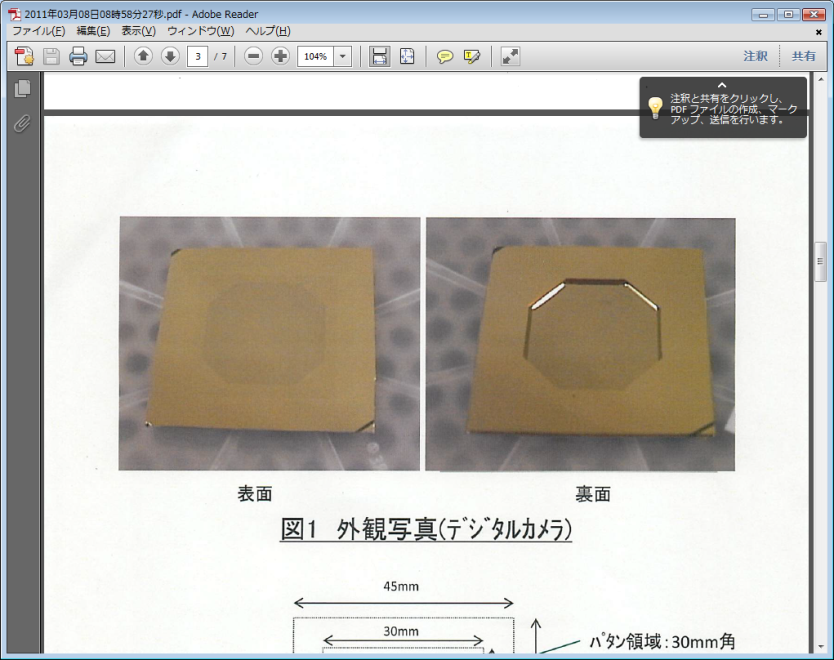 2011年03月08日08時58分27秒.pdf - Adobe Reader
ファイル(F) 編集(E) 表示(V) ウィンドウ(W) ヘルプ(H)
3 / 7 104% 注釈 共有
注釈と共有をクリックし、
PDF ファイルの作成、マーク
アップ、送信を行います。
表面 裏面
図1 外観写真(ﾃﾞｼﾞﾀﾙｶﾒﾗ)
45mm
30mm
ﾊﾟﾀﾝ領域:30mm角